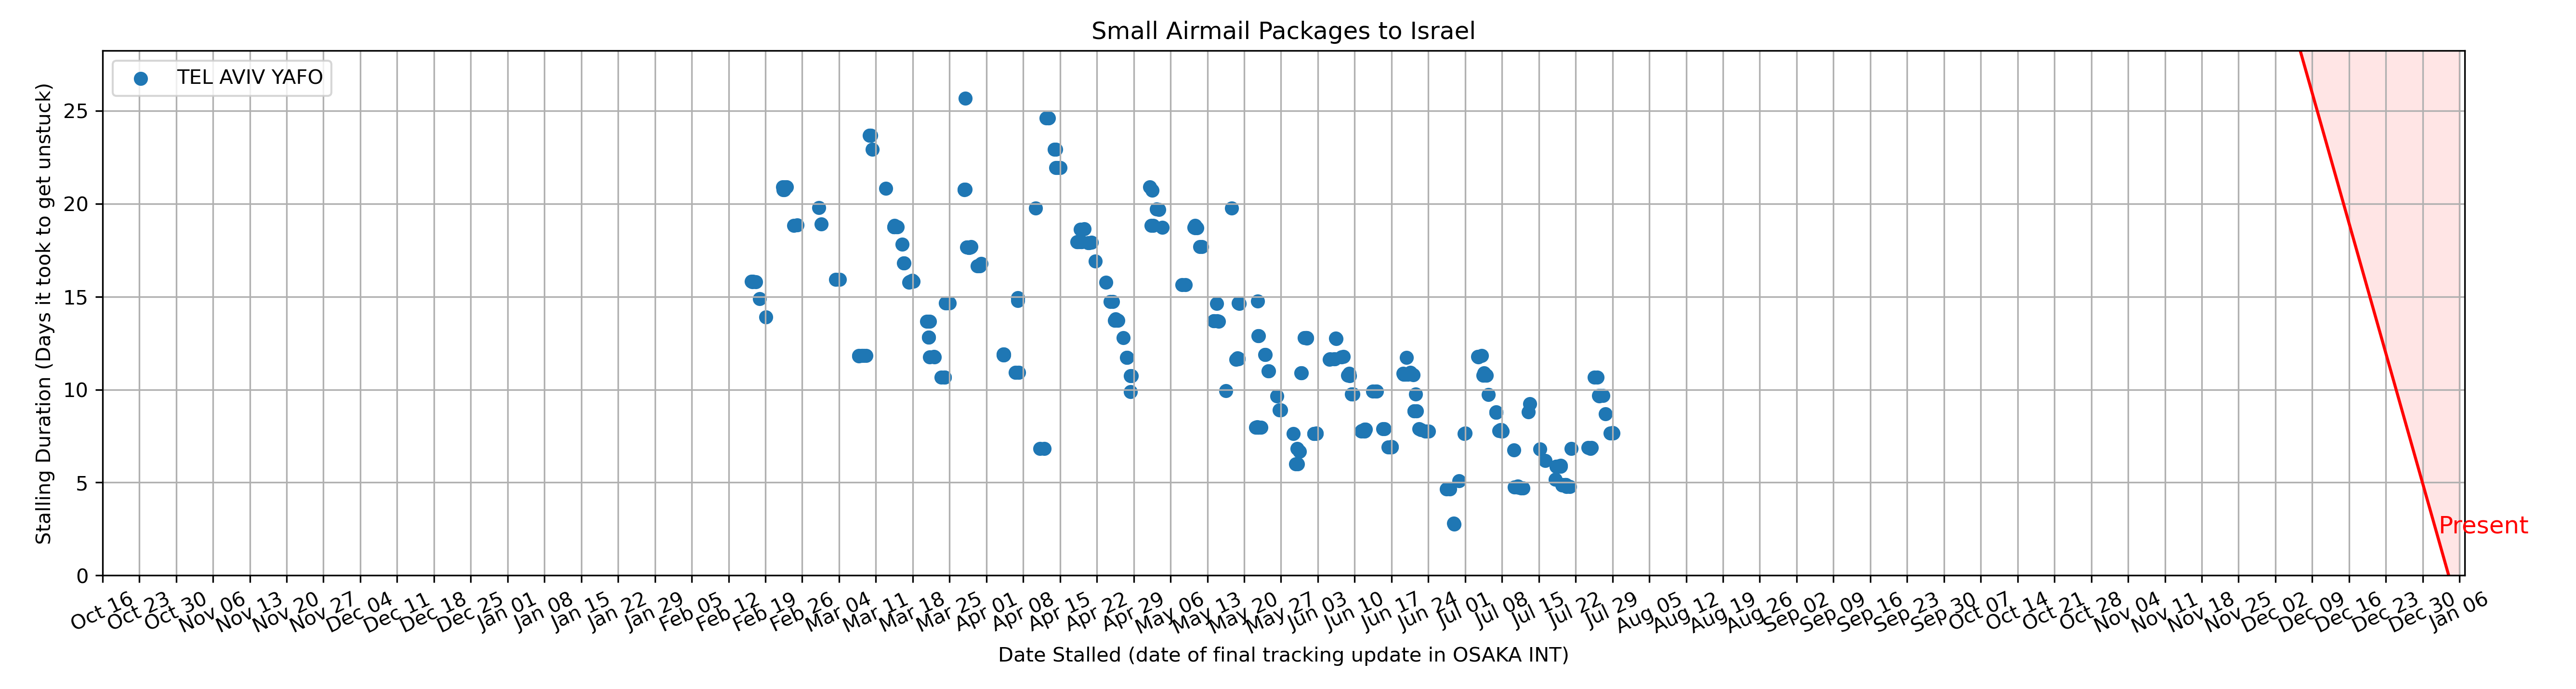 Small Airmail Packages to Israel
TEL AVIV YAFO
Stalling Duration (Days it took to get unstuck)
25
20
15
10
5
0
Present
Oct 16 Oct 23 Oct 30 Nov 06 Nov 13 Nov 20 Nov 27 Dec 04 Dec 11 Dec 18 Dec 25 Jan 01 Jan 08 Jan 15 Jan 22 Jan 29 Feb 05 Feb 12 Feb 19 Feb 26 Mar 04 Mar 11 Mar 18 Mar 25 Apr 01 Apr 08 Apr 15 Apr 22 Apr 29 May 06 May 13 May 20 May 27 Jun 03 Jun 10 Jun 17 Jun 24 Jul 01 Jul 08 Jul 15 Jul 22 Jul 29 Aug 05 Aug 12 Aug 19 Aug 26 Sep 02 Sep 09 Sep 16 Sep 23 Sep 30 Oct 07 Oct 14 Oct 21 Oct 28 Nov 04 Nov 11 Nov 18 Nov 25 Dec 02 Dec 09 Dec 16 Dec 23 Dec 30 Jan 06
Date Stalled (date of final tracking update in OSAKA INT)